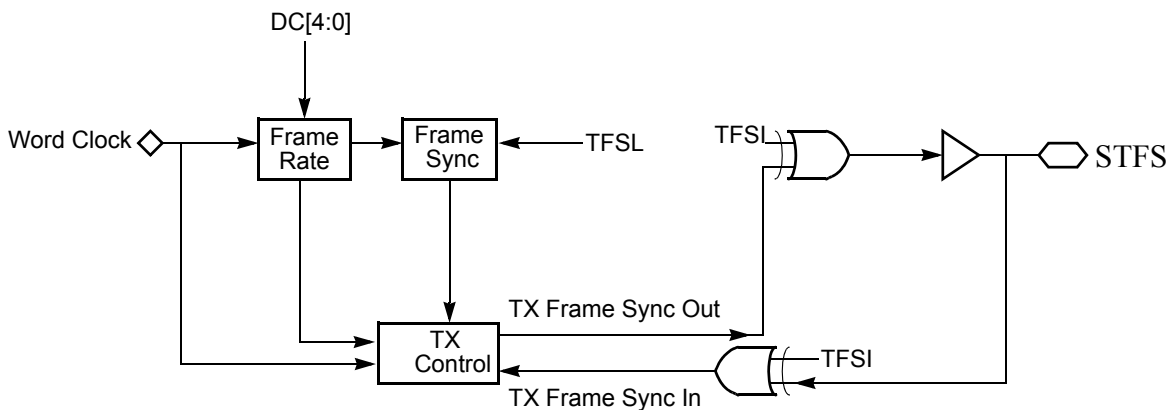 DC[4:0]
Word Clock
Frame
Rate
Frame
Sync
TFSL
TFSI
STFS
TX Frame Sync Out
TX
Control
TFSI
TX Frame Sync In